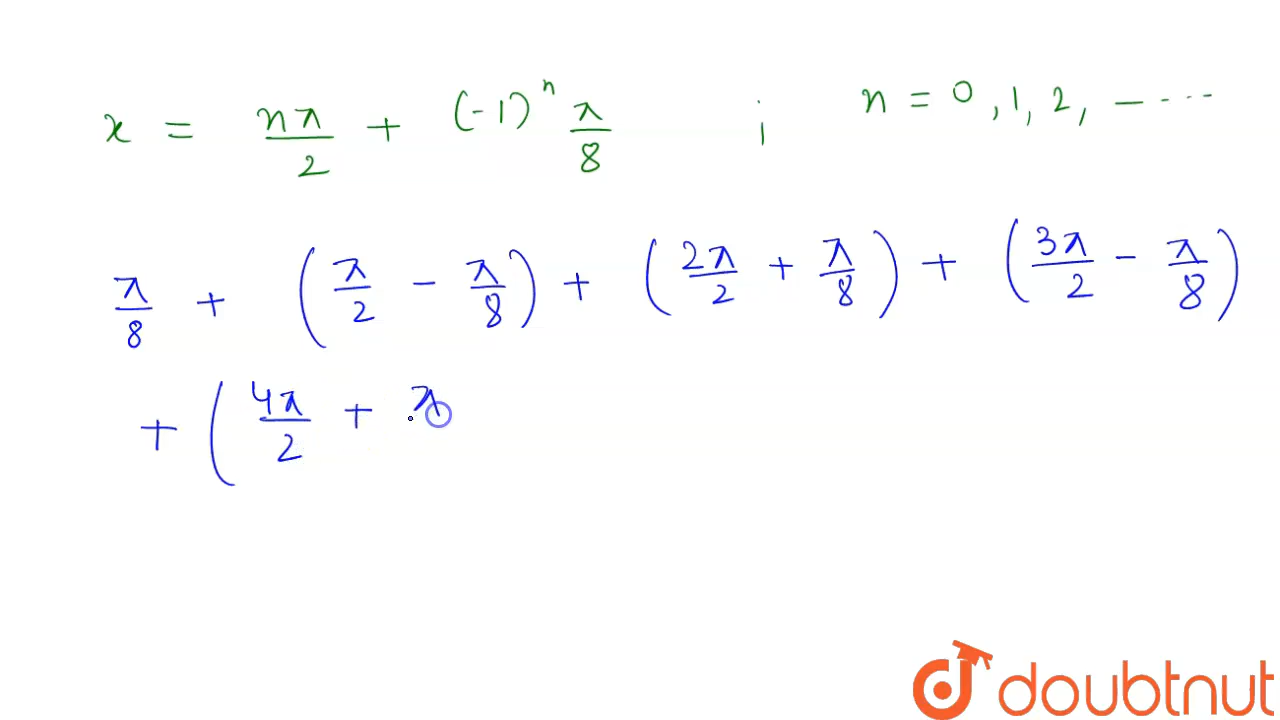 x = nπ/2 + (-1)^n π/8 ; n = 0, 1, 2, -----
π/8 + (π/2 - π/8) + (2π/2 + π/8) + (3π/2 - π/8)
+ (4π/2 + π
doubtnut